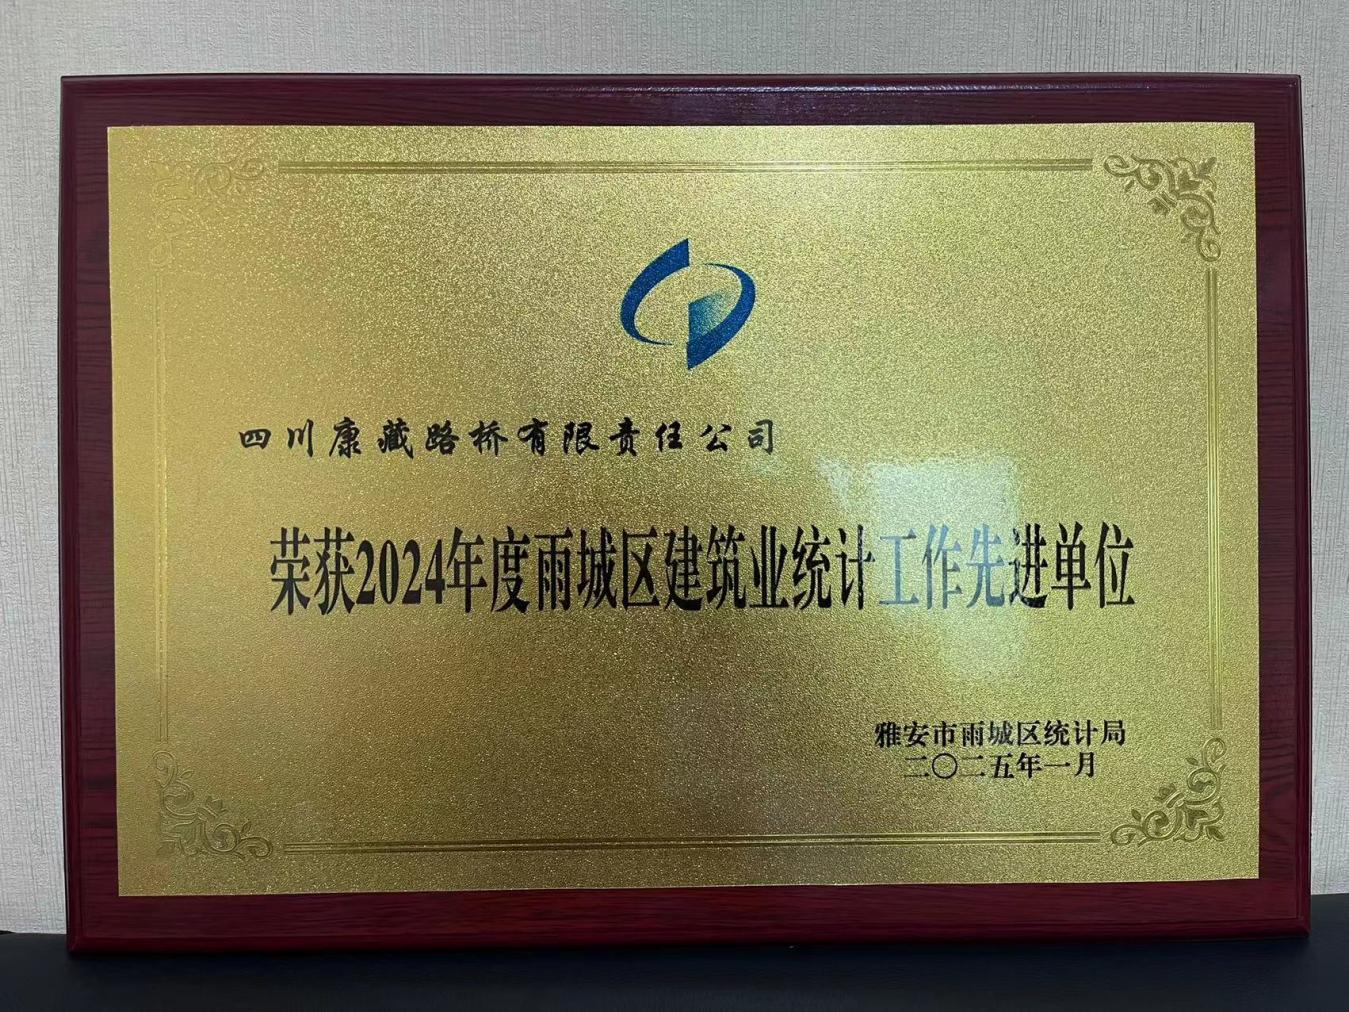 四川康藏路桥有限责任公司
荣获2024年度雨城区建筑业统计工作先进单位
雅安市雨城区统计局
二〇二五年一月